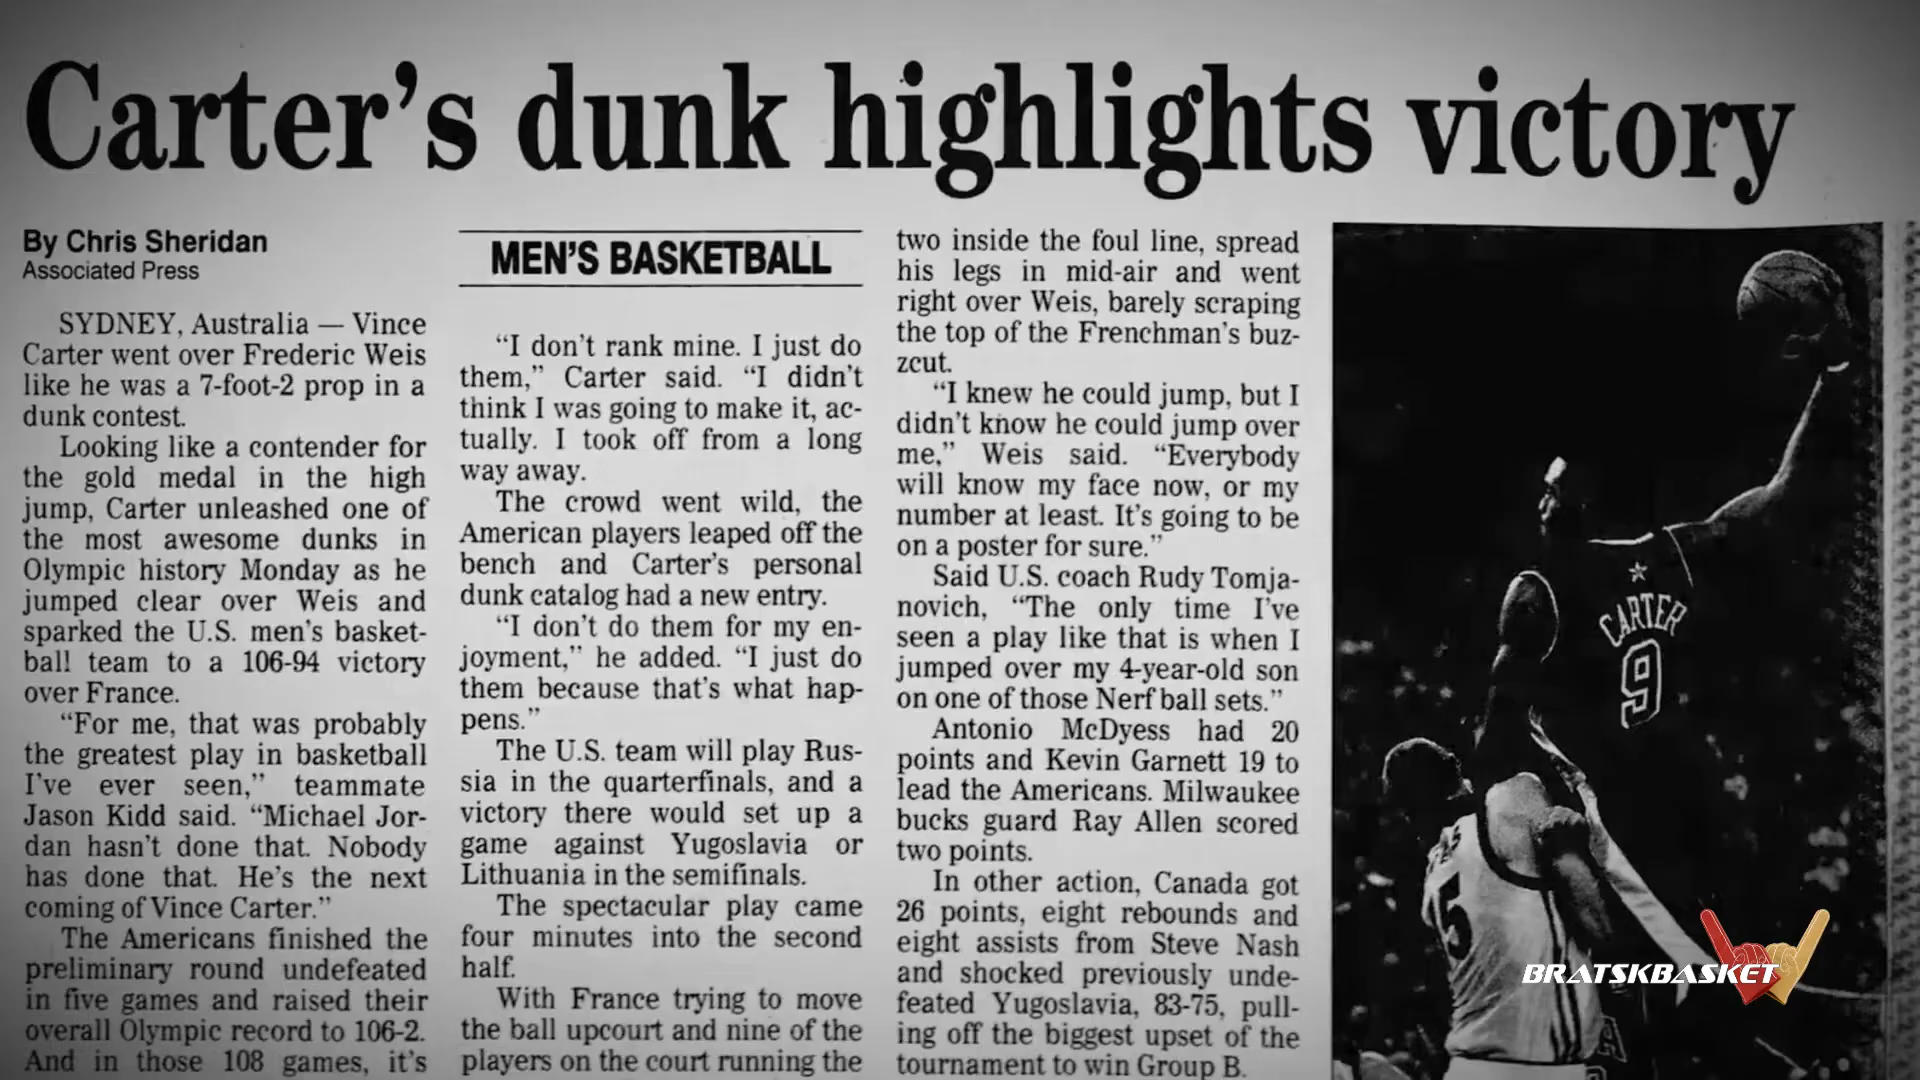 Carter's dunk highlights victory
By Chris Sheridan
Associated Press
SYDNEY, Australia — Vince
Carter went over Frederic Weis
like he was a 7-foot-2 prop in a
dunk contest.
Looking like a contender for
the gold medal in the high
jump, Carter unleashed one of
the most awesome dunks in
Olympic history Monday as he
jumped clear over Weis and
sparked the U.S. men's basket-
ball team to a 106-94 victory
over France.
“For me, that was probably
the greatest play in basketball
I've ever seen,” teammate
Jason Kidd said. “Michael Jor-
dan hasn't done that. Nobody
has done that. He's the next
coming of Vince Carter.”
The Americans finished the
preliminary round undefeated
in five games and raised their
overall Olympic record to 106-2.
And in those 108 games, it's
MEN'S BASKETBALL
“I don't rank mine. I just do
them,” Carter said. “I didn't
think I was going to make it, ac-
tually. I took off from a long
way away.
The crowd went wild, the
American players leaped off the
bench and Carter's personal
dunk catalog had a new entry.
“I don't do them for my en-
joyment,” he added. “I just do
them because that's what hap-
pens.”
The U.S. team will play Rus-
sia in the quarterfinals, and a
victory there would set up a
game against Yugoslavia or
Lithuania in the semifinals.
The spectacular play came
four minutes into the second
half.
With France trying to move
the ball upcourt and nine of the
players on the court running the
two inside the foul line, spread
his legs in mid-air and went
right over Weis, barely scraping
the top of the Frenchman's buz-
zcut.
“I knew he could jump, but I
didn't know he could jump over
me,” Weis said. “Everybody
will know my face now, or my
number at least. It's going to be
on a poster for sure.”
Said U.S. coach Rudy Tomja-
novich, “The only time I've
seen a play like that is when I
jumped over my 4-year-old son
on one of those Nerf ball sets.”
Antonio McDyess had 20
points and Kevin Garnett 19 to
lead the Americans. Milwaukee
bucks guard Ray Allen scored
two points.
In other action, Canada got
26 points, eight rebounds and
eight assists from Steve Nash
and shocked previously unde-
feated Yugoslavia, 83-75, pull-
ing off the biggest upset of the
tournament to win Group B.
CARTER
9
5
BRATSKBASKET